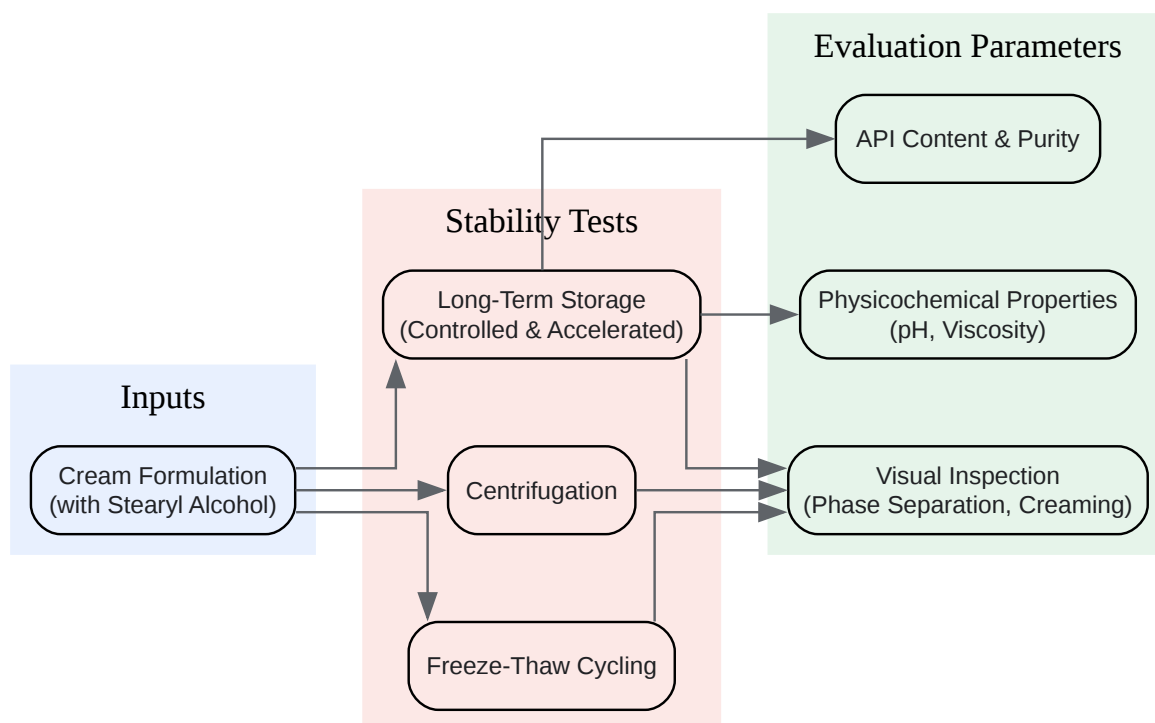 Inputs
Cream Formulation
(with Stearyl Alcohol)
Stability Tests
Long-Term Storage
(Controlled & Accelerated)
Centrifugation
Freeze-Thaw Cycling
Evaluation Parameters
API Content & Purity
Physicochemical Properties
(pH, Viscosity)
Visual Inspection
(Phase Separation, Creaming)